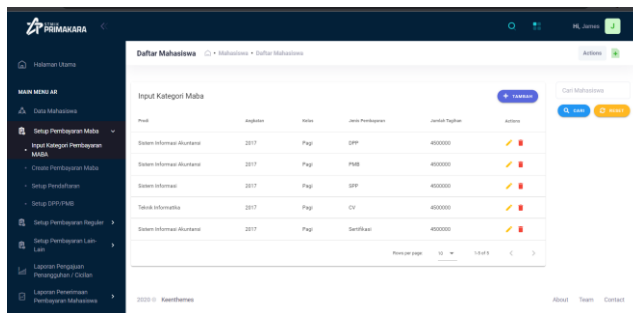 STMIK
PRIMAKARA
Hi, James
J
Daftar Mahasiswa
• Mahasiswa • Daftar Mahasiswa
Actions
Halaman Utama
MAIN MENU AR
Data Mahasiswa
Setup Pembayaran Maba
Input Kategori Pembayaran
MABA
Create Pembayaran Maba
Setup Pendaftaran
Setup DPP/PMB
Setup Pembayaran Reguler
Setup Pembayaran Lain-
Lain
Laporan Pengajuan
Penangguhan / Cicilan
Laporan Penerimaan
Pembayaran Mahasiswa
Input Kategori Maba
+ TAMBAH
Cari Mahasiswa
CARI
RESET
Prodi Angkatan Kelas Jenis Pembayaran Jumlah Tagihan Actions
Sistem Informasi Akuntansi 2017 Pagi DPP 4500000
Sistem Informasi Akuntansi 2017 Pagi PMB 4500000
Sistem Informasi 2017 Pagi SPP 4500000
Teknik Informatika 2017 Pagi CV 4500000
Sistem Informasi Akuntansi 2017 Pagi Sertifikasi 4500000
Rows per page: 10 1-5 of 5
2020 © Keenthemes
About Team Contact